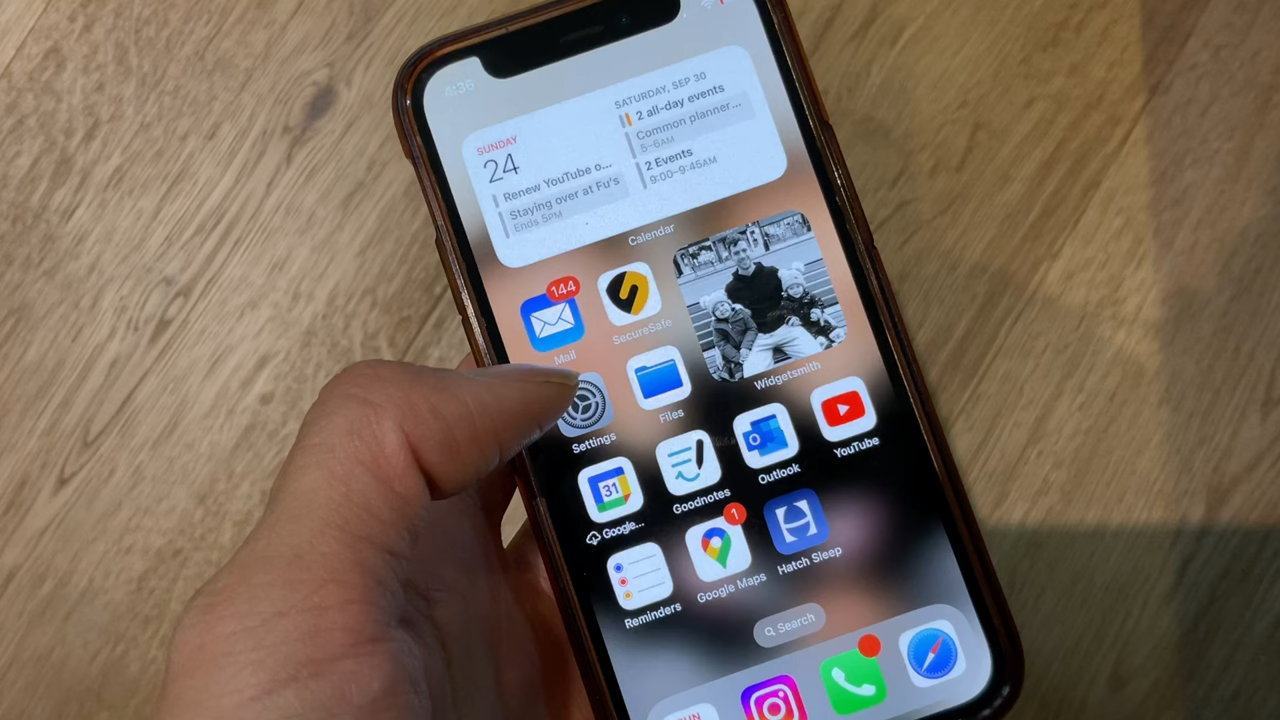 4:36
SUNDAY
24
Renew YouTube o...
Staying over at Fu's
Ends 5PM
SATURDAY, SEP 30
2 all-day events
Common planner...
5–6AM
2 Events
9:00–9:45AM
Calendar
144
Mail
SecureSafe
Widgetsmith
Settings
Files
31
Google...
Goodnotes
Outlook
YouTube
Reminders
1
Google Maps
Hatch Sleep
Search